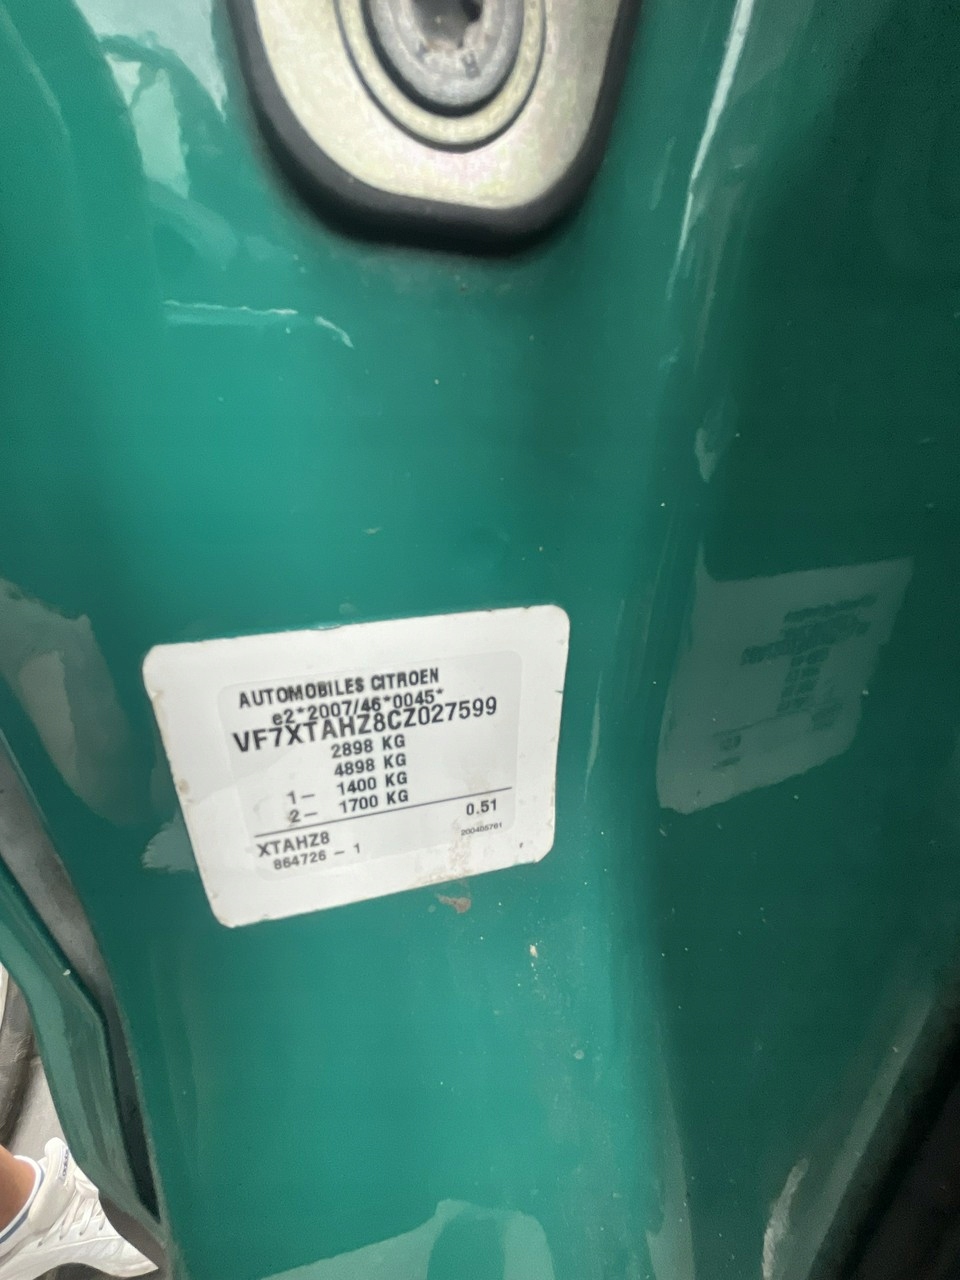 AUTOMOBILES CITROEN
e2*2007/46*0045*
VF7XTAHZ8CZ027599
2898 KG
4898 KG
1– 1400 KG
2– 1700 KG
0.51
XTAHZ8
864726 – 1